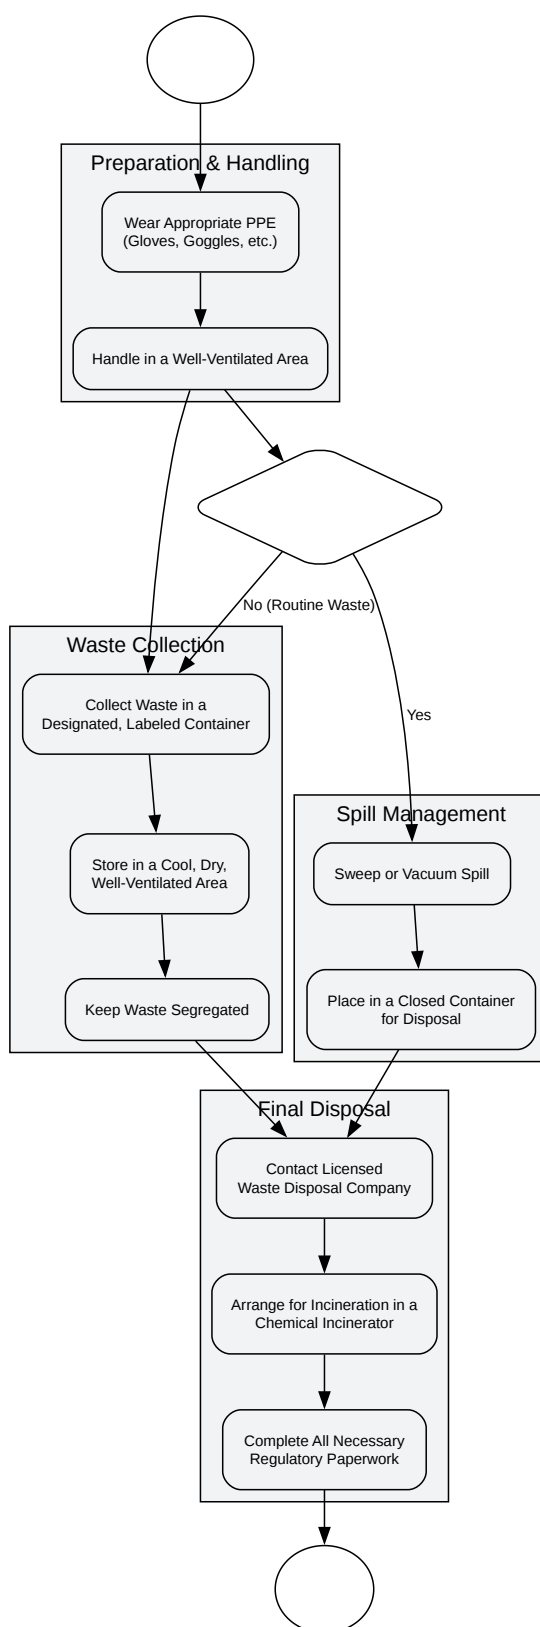 Preparation & Handling
Wear Appropriate PPE
(Gloves, Goggles, etc.)
Handle in a Well-Ventilated Area
No (Routine Waste)
Waste Collection
Collect Waste in a
Designated, Labeled Container
Yes
Store in a Cool, Dry,
Well-Ventilated Area
Keep Waste Segregated
Spill Management
Sweep or Vacuum Spill
Place in a Closed Container
for Disposal
Final Disposal
Contact Licensed
Waste Disposal Company
Arrange for Incineration in a
Chemical Incinerator
Complete All Necessary
Regulatory Paperwork